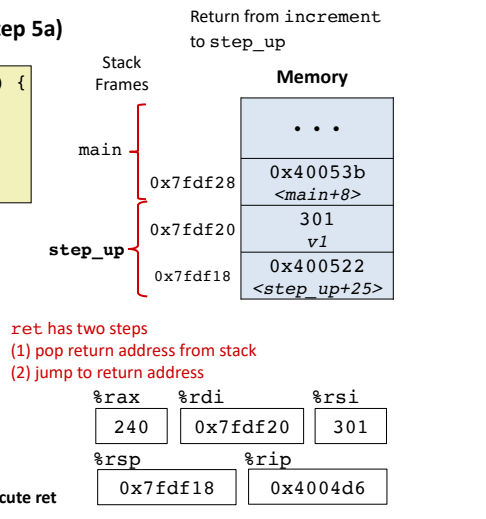 Return from increment
to step_up
ep 5a)
Stack
Frames
Memory
) {
• • •
main
0x7fdf28
0x40053b
<main+8>
0x7fdf20
301
v1
step_up
0x7fdf18
0x400522
<step_up+25>
ret has two steps
(1) pop return address from stack
(2) jump to return address
%rax %rdi %rsi
240 0x7fdf20 301
%rsp %rip
0x7fdf18 0x4004d6
cute ret